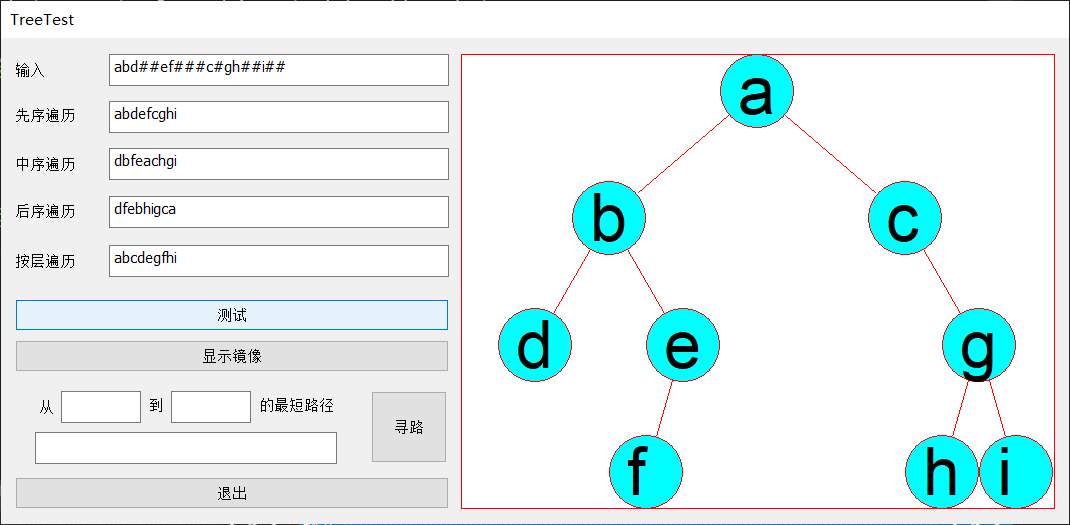 TreeTest
输入 abd##ef###c#gh##i##
先序遍历 abdefcghi
中序遍历 dbfeachgi
后序遍历 dfebhigca
按层遍历 abcdegfhi
测试
显示镜像
从 到 的最短路径 寻路
退出
a
b c
d e g
f h i